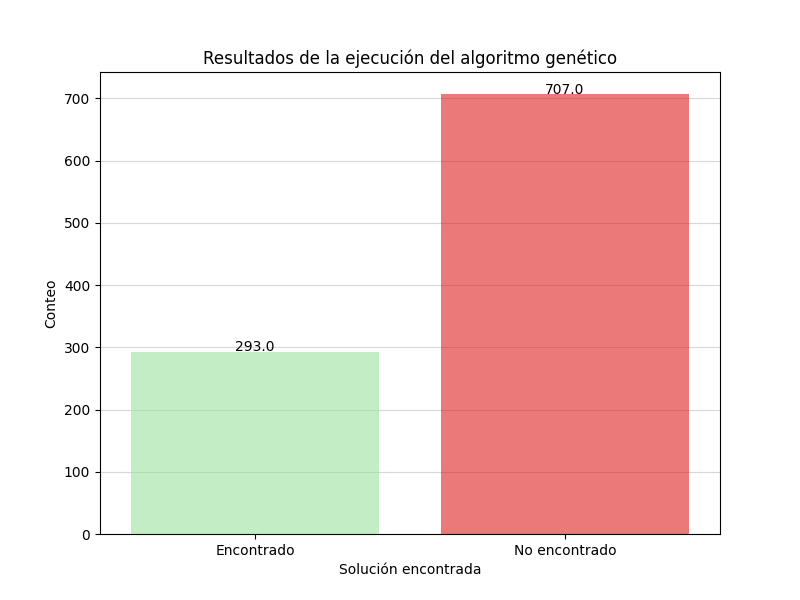 Resultados de la ejecución del algoritmo genético
Conteo
700
600
500
400
300
200
100
0
293.0
707.0
Encontrado
No encontrado
Solución encontrada